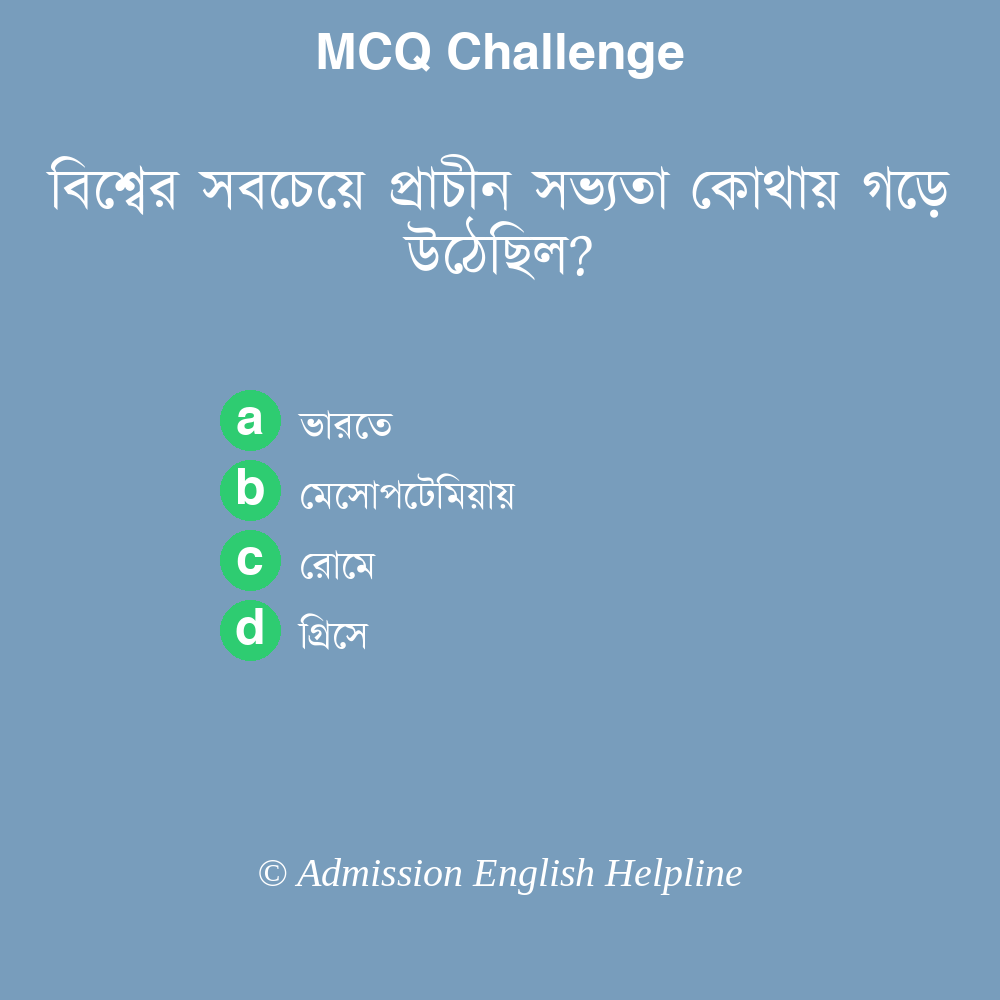 MCQ Challenge
বিশ্বের সবচেয়ে প্রাচীন সভ্যতা কোথায় গড়ে
উঠেছিল?
a ভারতে
b মেসোপটেমিয়ায়
c রোমে
d গ্রিসে
© Admission English Helpline